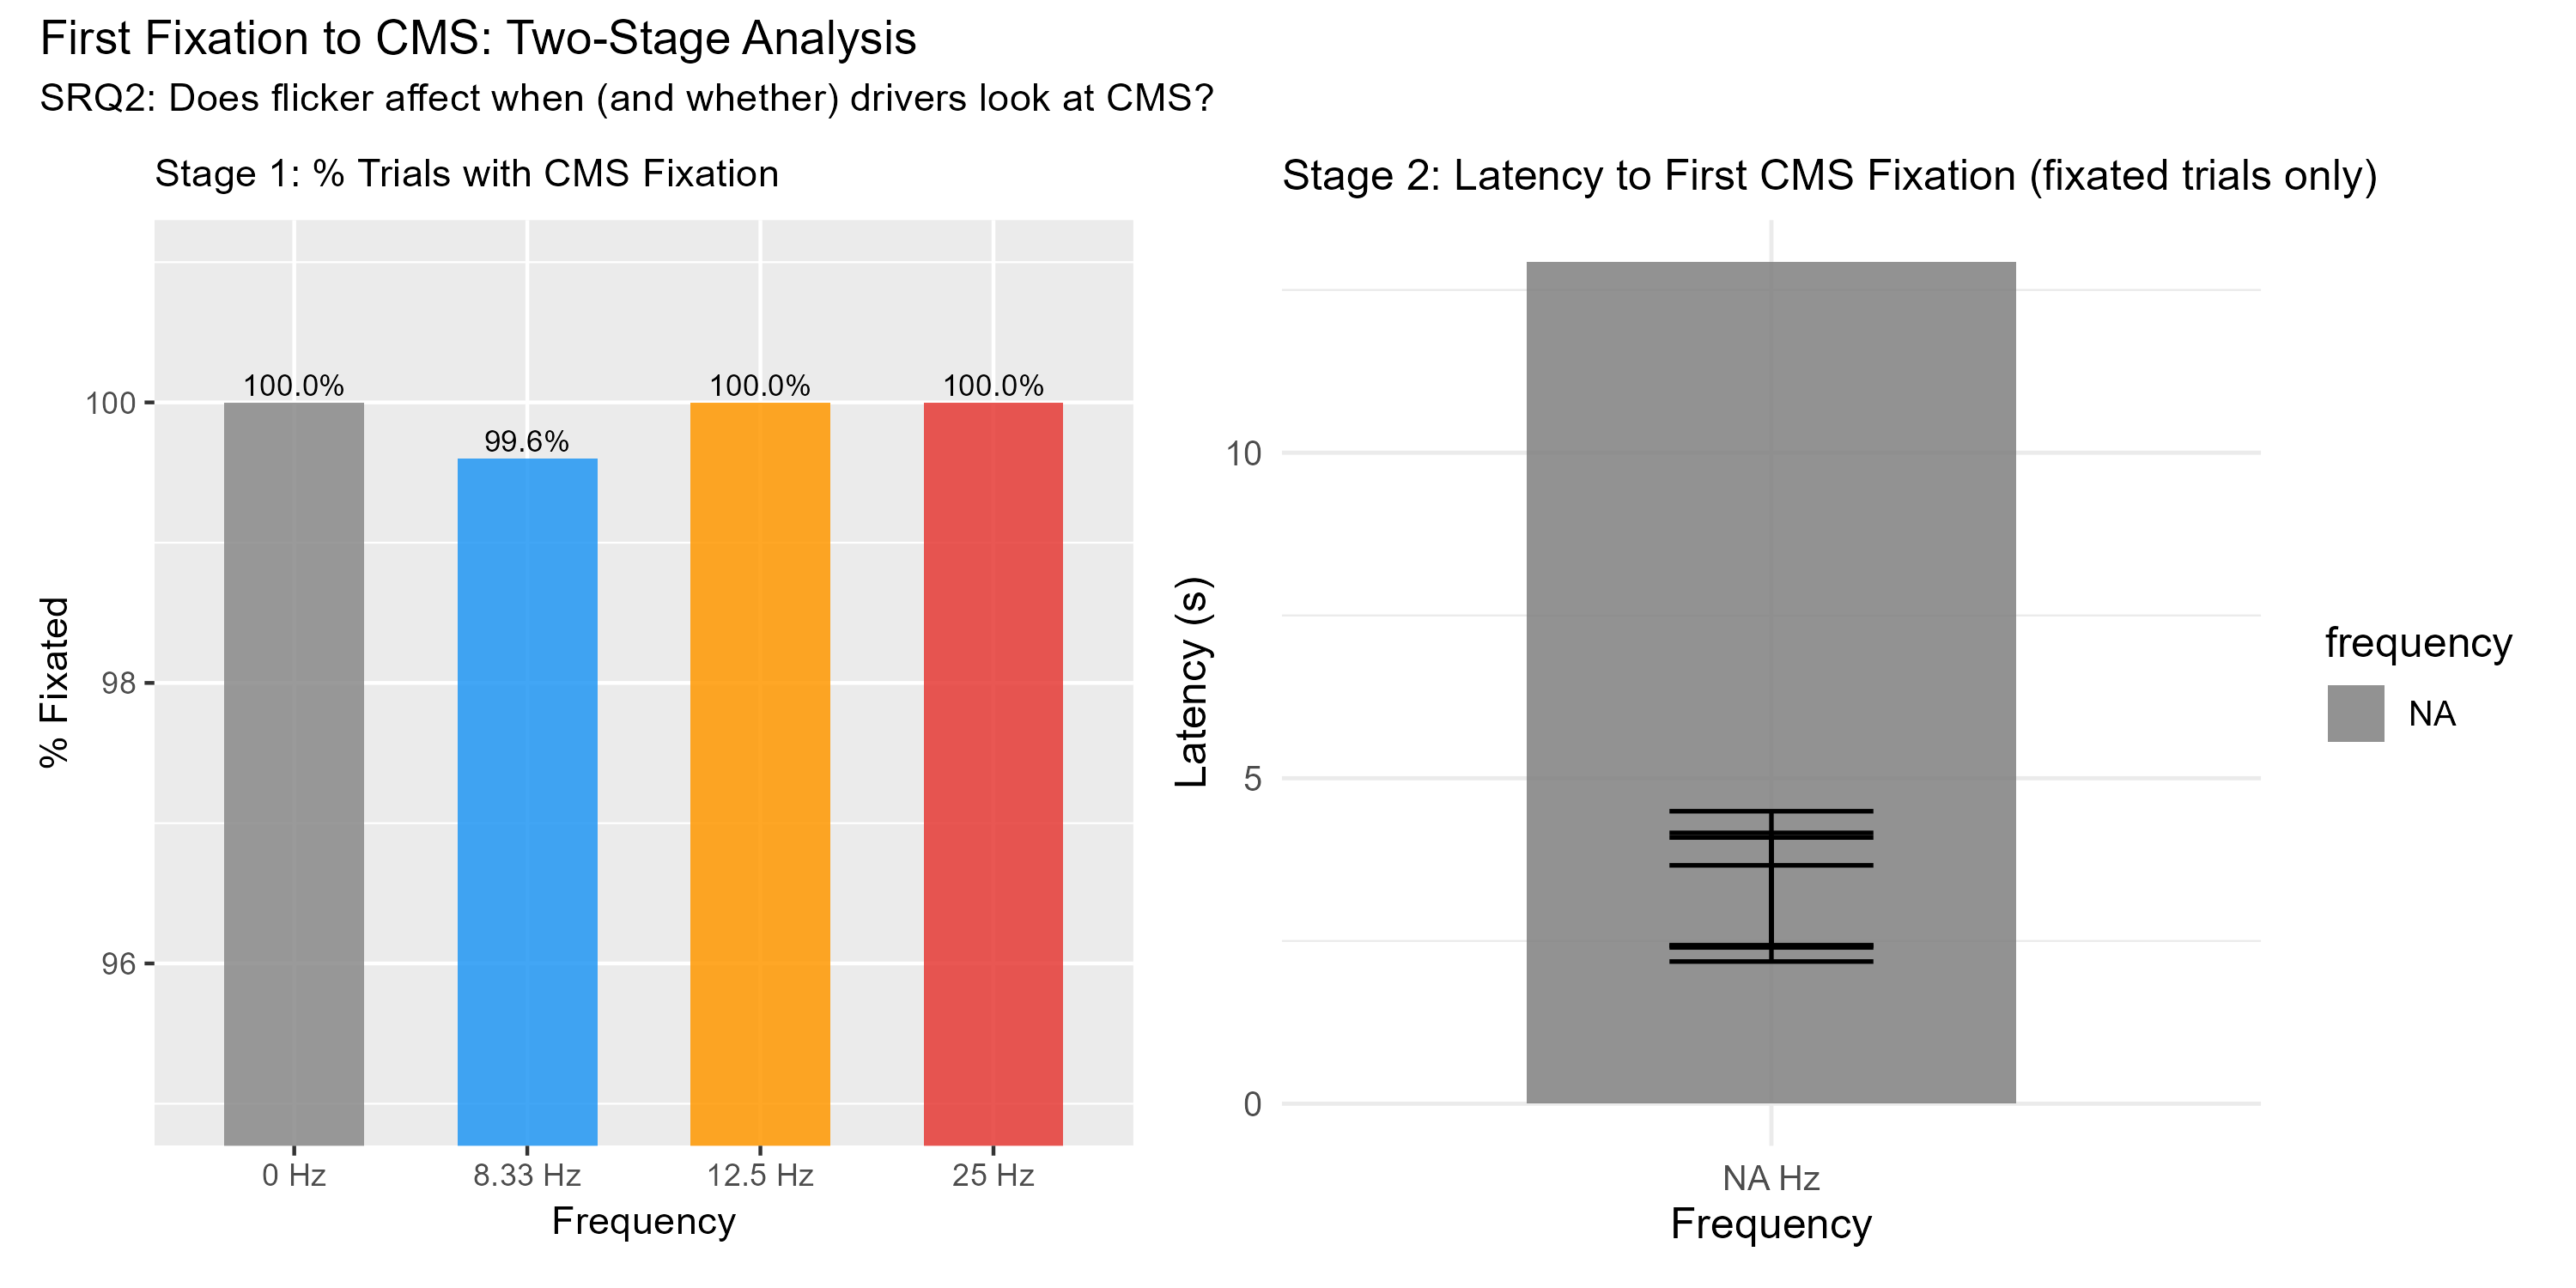 First Fixation to CMS: Two-Stage Analysis
SRQ2: Does flicker affect when (and whether) drivers look at CMS?
Stage 1: % Trials with CMS Fixation
100.0%
99.6%
100.0%
100.0%
100
98
96
% Fixated
0 Hz
8.33 Hz
12.5 Hz
25 Hz
Frequency
Stage 2: Latency to First CMS Fixation (fixated trials only)
10
5
0
Latency (s)
NA Hz
Frequency
frequency
NA